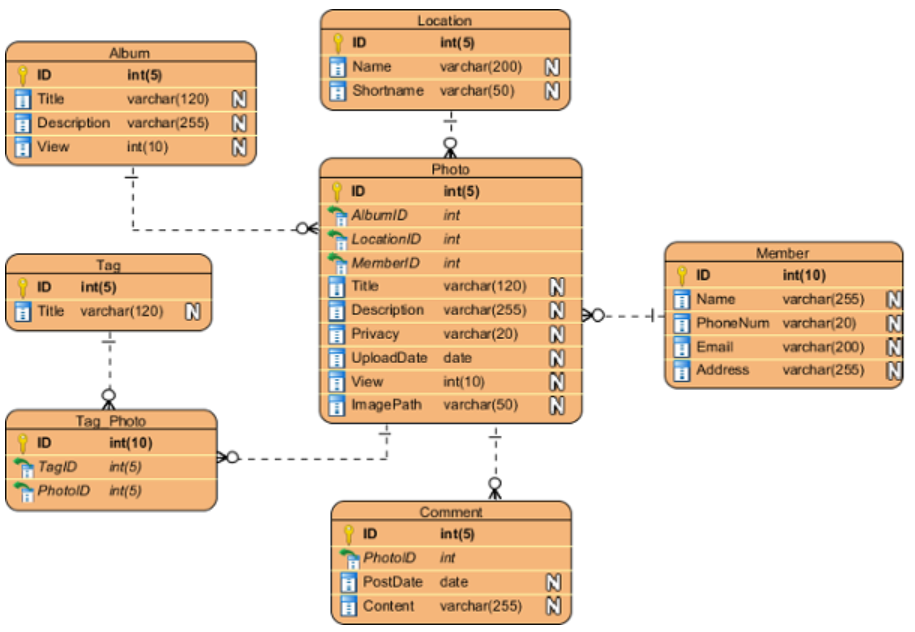 Location
ID int(5)
Name varchar(200) N
Shortname varchar(50) N
Album
ID int(5)
Title varchar(120) N
Description varchar(255) N
View int(10) N
Photo
ID int(5)
AlbumID int
LocationID int
MemberID int
Title varchar(120) N
Description varchar(255) N
Privacy varchar(20) N
UploadDate date N
View int(10) N
ImagePath varchar(50) N
Member
ID int(10)
Name varchar(255) N
PhoneNum varchar(20) N
Email varchar(200) N
Address varchar(255) N
Tag
ID int(5)
Title varchar(120) N
Tag_Photo
ID int(10)
TagID int(5)
PhotoID int(5)
Comment
ID int(5)
PhotoID int
PostDate date N
Content varchar(255) N